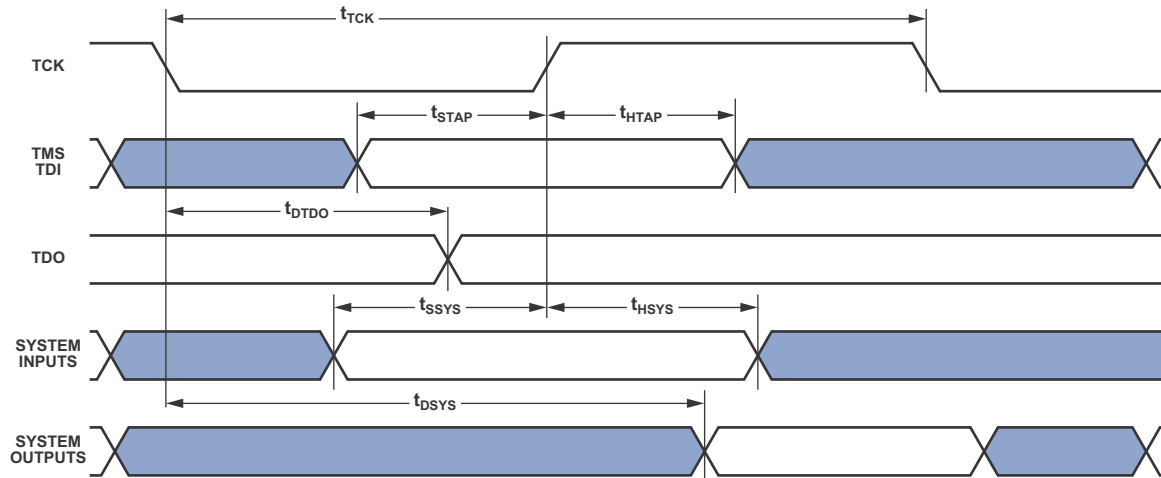 tTCK
TCK
tSTAP
tHTAP
TMS
TDI
tDTDO
TDO
tSSYS
tHSYS
SYSTEM
INPUTS
tDSYS
SYSTEM
OUTPUTS